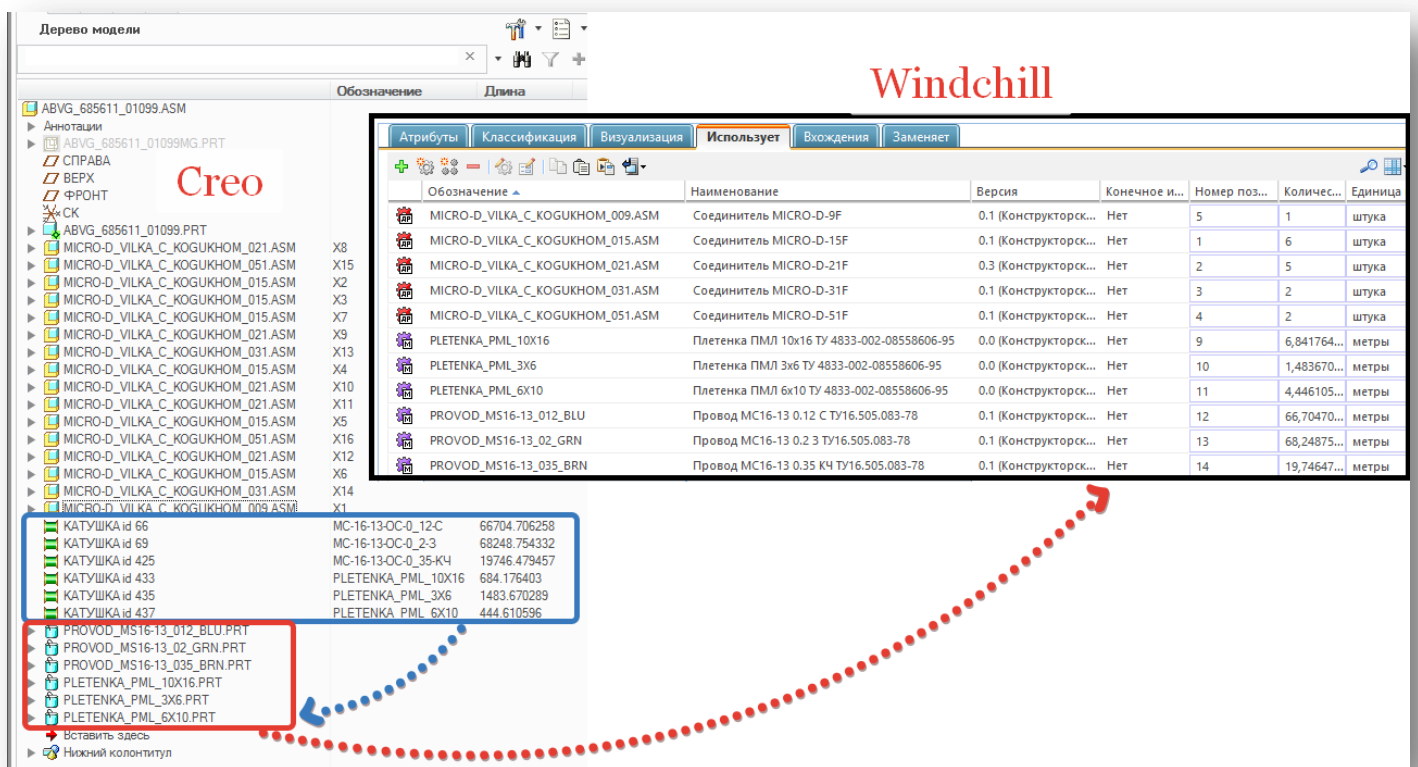 Дерево модели
Обозначение Длина
ABVG_685611_01099.ASM
Аннотации
ABVG_685611_01099MG.PRT
СПРАВА
ВЕРХ
ФРОНТ
СК
ABVG_685611_01099.PRT
MICRO-D_VILKA_C_KOGUKHOM_021.ASM X8
MICRO-D_VILKA_C_KOGUKHOM_051.ASM X15
MICRO-D_VILKA_C_KOGUKHOM_015.ASM X2
MICRO-D_VILKA_C_KOGUKHOM_015.ASM X3
MICRO-D_VILKA_C_KOGUKHOM_015.ASM X7
MICRO-D_VILKA_C_KOGUKHOM_021.ASM X9
MICRO-D_VILKA_C_KOGUKHOM_031.ASM X13
MICRO-D_VILKA_C_KOGUKHOM_015.ASM X4
MICRO-D_VILKA_C_KOGUKHOM_021.ASM X10
MICRO-D_VILKA_C_KOGUKHOM_021.ASM X11
MICRO-D_VILKA_C_KOGUKHOM_015.ASM X5
MICRO-D_VILKA_C_KOGUKHOM_051.ASM X16
MICRO-D_VILKA_C_KOGUKHOM_021.ASM X12
MICRO-D_VILKA_C_KOGUKHOM_015.ASM X6
MICRO-D_VILKA_C_KOGUKHOM_031.ASM X14
MICRO-D_VILKA_C_KOGUKHOM_009.ASM X1
КАТУШКА id 66 МС-16-13-ОС-0_12-С 66704.706258
КАТУШКА id 69 МС-16-13-ОС-0_2-З 68248.754332
КАТУШКА id 425 МС-16-13-ОС-0_35-КЧ 19746.479457
КАТУШКА id 433 PLETENKA_PML_10X16 684.176403
КАТУШКА id 435 PLETENKA_PML_3X6 1483.670289
КАТУШКА id 437 PLETENKA_PML_6X10 444.610596
PROVOD_MS16-13_012_BLU.PRT
PROVOD_MS16-13_02_GRN.PRT
PROVOD_MS16-13_035_BRN.PRT
PLETENKA_PML_10X16.PRT
PLETENKA_PML_3X6.PRT
PLETENKA_PML_6X10.PRT
Вставить здесь
Нижний колонтитул
Creo
Windchill
Атрибуты Классификация Визуализация Использует Вхождения Заменяет
Обозначение Наименование Версия Конечное и... Номер поз... Количес... Единица
MICRO-D_VILKA_C_KOGUKHOM_009.ASM Соединитель MICRO-D-9F 0.1 (Конструкторск... Нет 5 1 штука
MICRO-D_VILKA_C_KOGUKHOM_015.ASM Соединитель MICRO-D-15F 0.1 (Конструкторск... Нет 1 6 штука
MICRO-D_VILKA_C_KOGUKHOM_021.ASM Соединитель MICRO-D-21F 0.3 (Конструкторск... Нет 2 5 штука
MICRO-D_VILKA_C_KOGUKHOM_031.ASM Соединитель MICRO-D-31F 0.1 (Конструкторск... Нет 3 2 штука
MICRO-D_VILKA_C_KOGUKHOM_051.ASM Соединитель MICRO-D-51F 0.1 (Конструкторск... Нет 4 2 штука
PLETENKA_PML_10X16 Плетенка ПМЛ 10х16 ТУ 4833-002-08558606-95 0.0 (Конструкторск... Нет 9 6,841764... метры
PLETENKA_PML_3X6 Плетенка ПМЛ 3х6 ТУ 4833-002-08558606-95 0.0 (Конструкторск... Нет 10 1,483670... метры
PLETENKA_PML_6X10 Плетенка ПМЛ 6х10 ТУ 4833-002-08558606-95 0.0 (Конструкторск... Нет 11 4,446105... метры
PROVOD_MS16-13_012_BLU Провод МС16-13 0.12 С ТУ16.505.083-78 0.1 (Конструкторск... Нет 12 66,70470... метры
PROVOD_MS16-13_02_GRN Провод МС16-13 0.2 З ТУ16.505.083-78 0.1 (Конструкторск... Нет 13 68,24875... метры
PROVOD_MS16-13_035_BRN Провод МС16-13 0.35 КЧ ТУ16.505.083-78 0.1 (Конструкторск... Нет 14 19,74647... метры